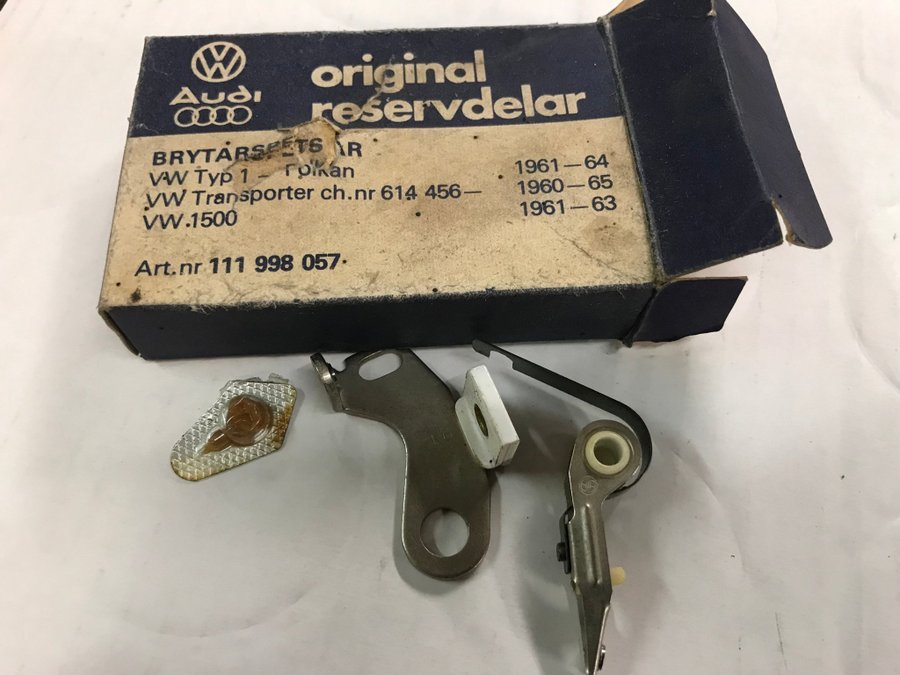 VW
Audi
original
reservdelar
BRYTARSPETSAR
VW Typ 1 – 1961–64
VW Transporter ch.nr 614 456– 1960–65
VW 1500 1961–63
Art.nr 111 998 057